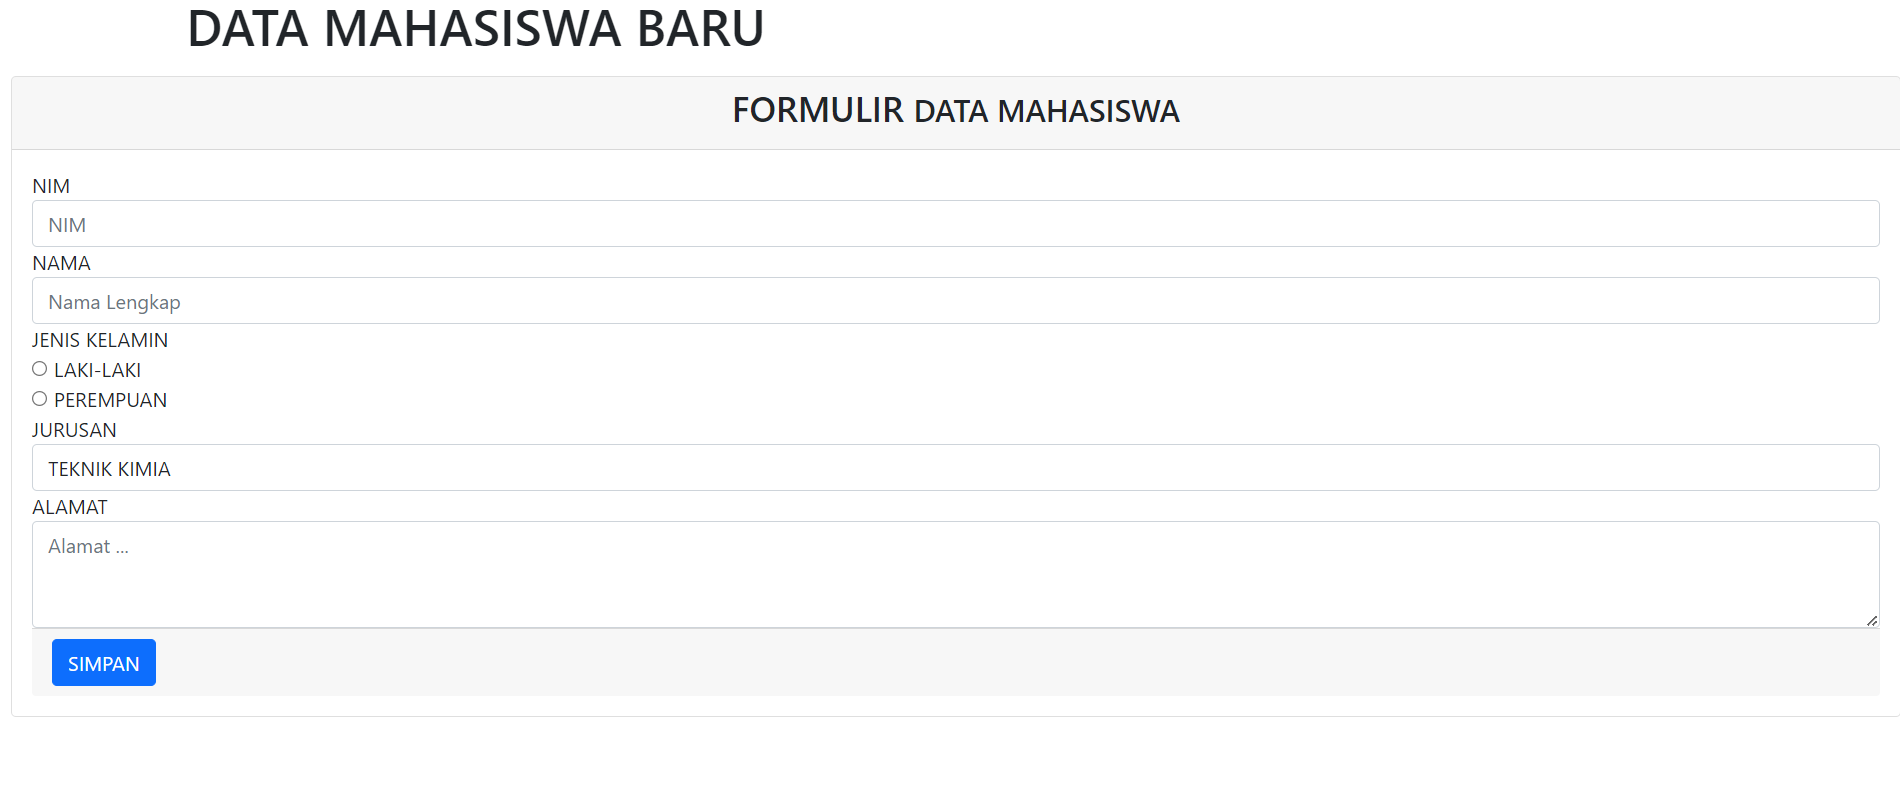 DATA MAHASISWA BARU
FORMULIR DATA MAHASISWA
NIM
NIM
NAMA
Nama Lengkap
JENIS KELAMIN
LAKI-LAKI
PEREMPUAN
JURUSAN
TEKNIK KIMIA
ALAMAT
Alamat ...
SIMPAN